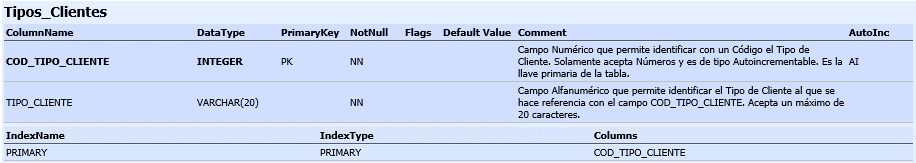 Tipos_Clientes
ColumnName DataType PrimaryKey NotNull Flags Default Value Comment AutoInc
Campo Numérico que permite identificar con un Código el Tipo de
COD_TIPO_CLIENTE INTEGER PK NN Cliente. Solamente acepta Números y es de tipo Autoincrementable. Es la AI
llave primaria de la tabla.
Campo Alfanumérico que permite identificar el Tipo de Cliente al que se
TIPO_CLIENTE VARCHAR(20) NN hace referencia con el campo COD_TIPO_CLIENTE. Acepta un máximo de
20 caracteres.
IndexName IndexType Columns
PRIMARY PRIMARY COD_TIPO_CLIENTE